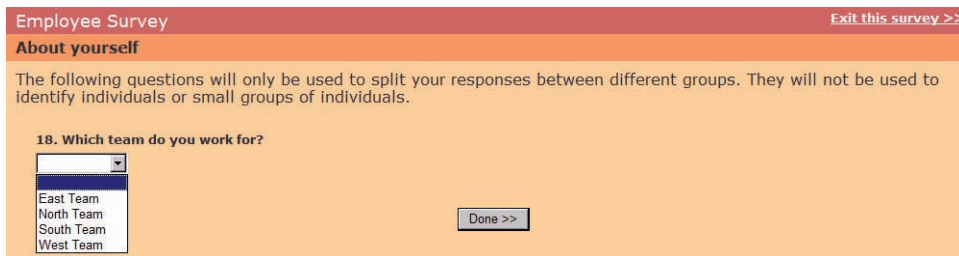 Employee Survey
Exit this survey >>
About yourself
The following questions will only be used to split your responses between different groups. They will not be used to
identify individuals or small groups of individuals.
18. Which team do you work for?
East Team
North Team
South Team
West Team
Done >>